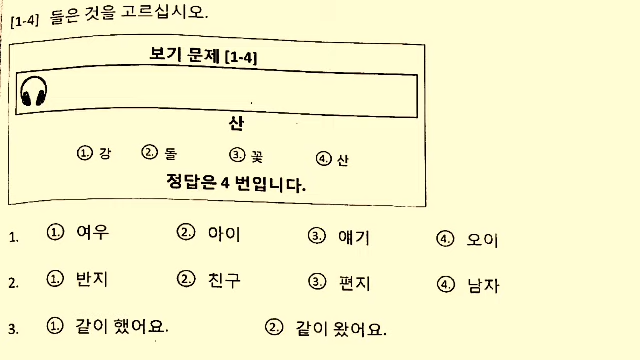 [1-4] 들은 것을 고르십시오.
보기 문제 [1-4]
산
①. 강 ②. 돌 ③. 꽃 ④. 산
정답은 4 번입니다.
1. ①. 여우 ②. 아이 ③. 얘기 ④. 오이
2. ①. 반지 ②. 친구 ③. 편지 ④. 남자
3. ①. 같이 했어요. ②. 같이 왔어요.